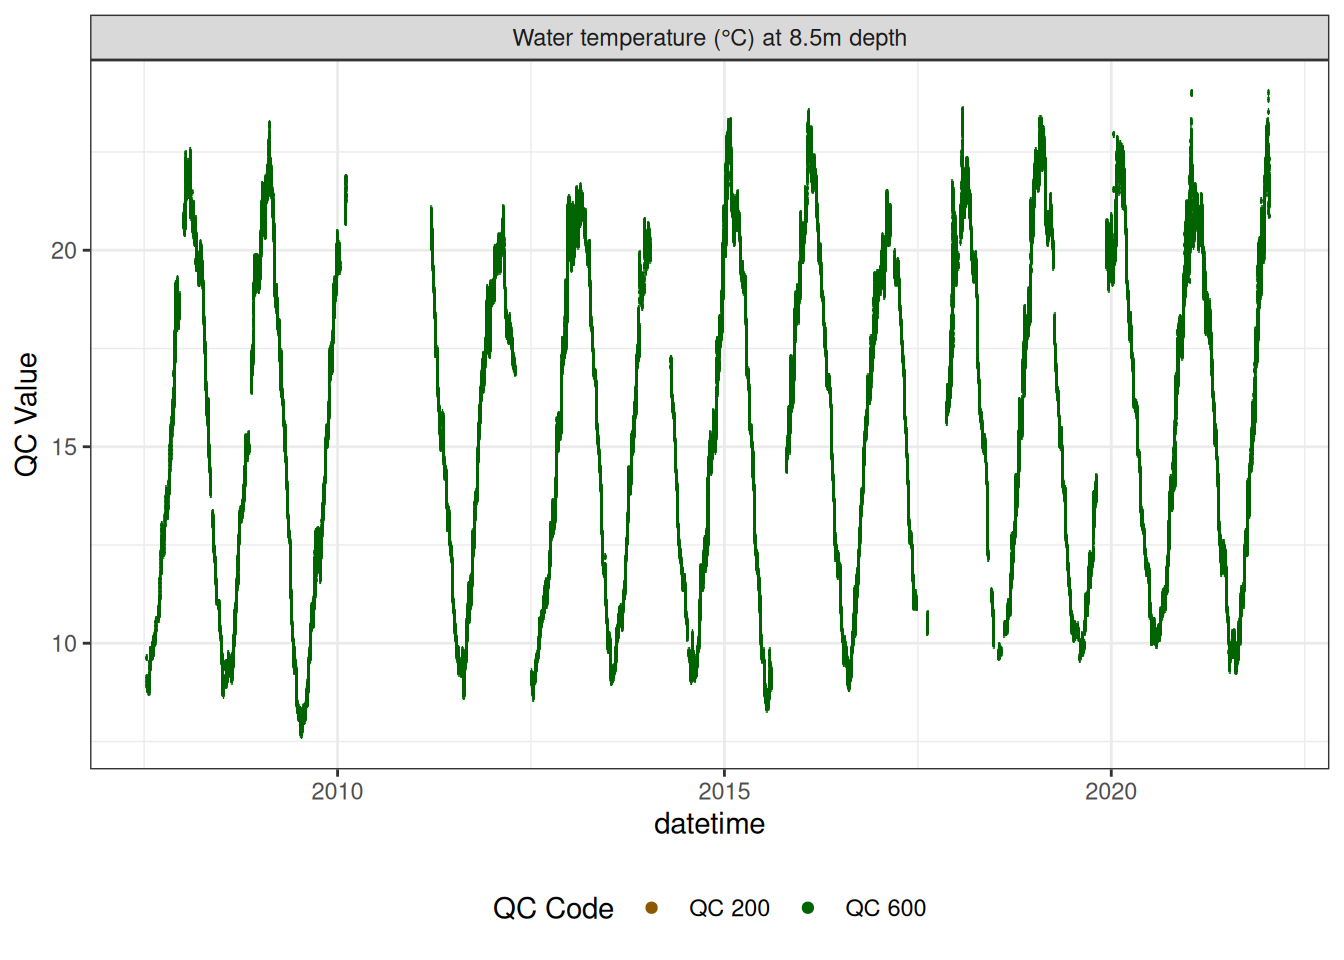 Water temperature (°C) at 8.5m depth
20
15
10
QC Value
2010 2015 2020
datetime
QC Code QC 200 QC 600